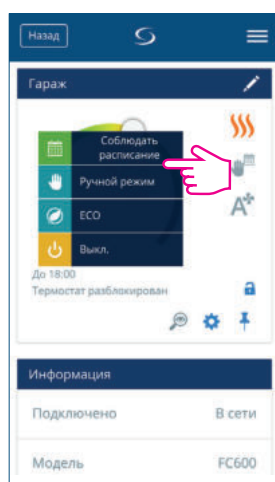 Назад
Гараж
Соблюдать
расписание
Ручной режим
ECO
A
Выкл.
До 18:00
Термостат разблокирован
Информация
Подключено В сети
Модель FC600